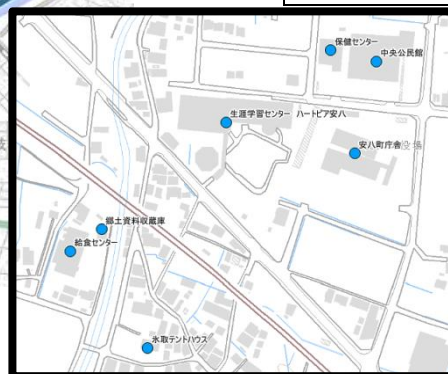 保健センター
中央公民館
生涯学習センター ハートピア安八
安八町庁舎
役場
郷土資料収蔵庫
給食センター
氷取テントハウス